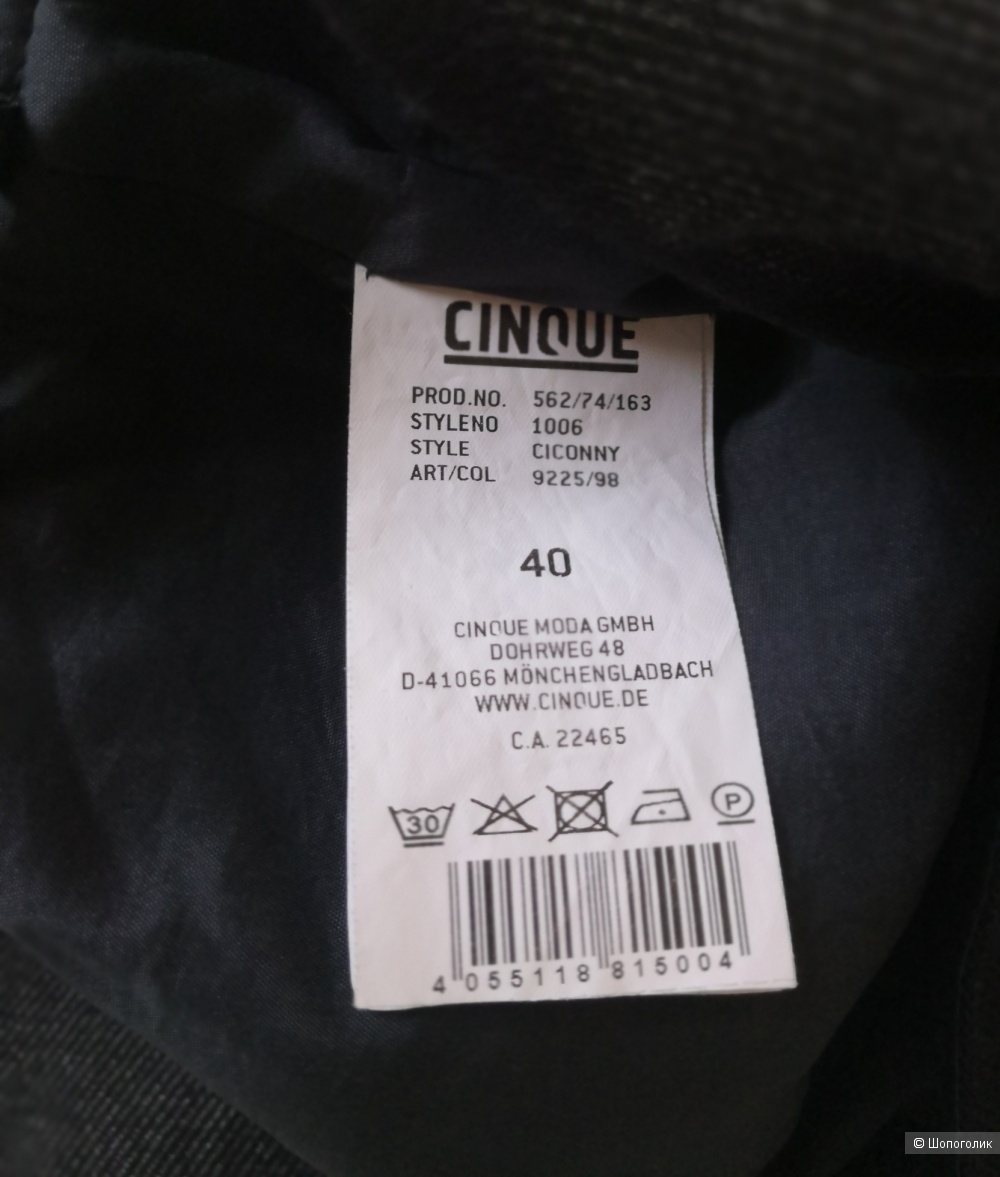 CINQUE
PROD.NO. 562/74/163
STYLENO 1006
STYLE CICONNY
ART/COL 9225/98
40
CINQUE MODA GMBH
DOHRWEG 48
D-41066 MÖNCHENGLADBACH
WWW.CINQUE.DE
C.A. 22465
30 P
4 055118 815004
© Шопоголик